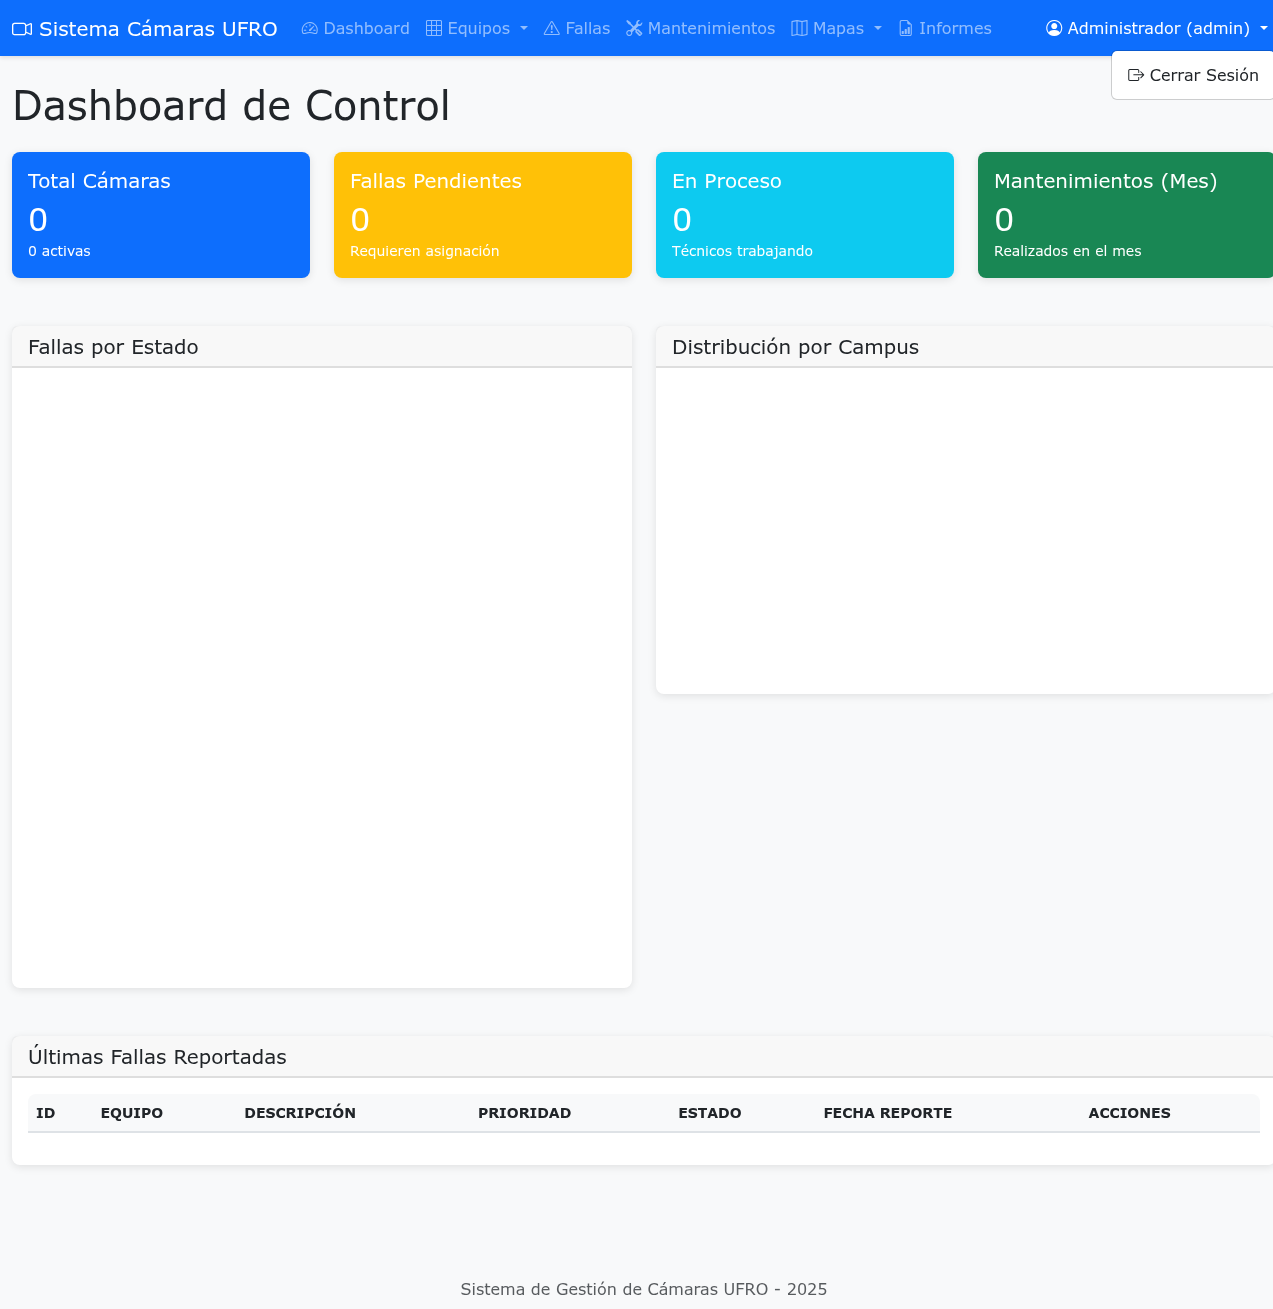 Sistema Cámaras UFRO Dashboard Equipos Fallas Mantenimientos Mapas Informes Administrador (admin)
Cerrar Sesión
Dashboard de Control
Total Cámaras
0
0 activas
Fallas Pendientes
0
Requieren asignación
En Proceso
0
Técnicos trabajando
Mantenimientos (Mes)
0
Realizados en el mes
Fallas por Estado
Distribución por Campus
Últimas Fallas Reportadas
ID EQUIPO DESCRIPCIÓN PRIORIDAD ESTADO FECHA REPORTE ACCIONES
Sistema de Gestión de Cámaras UFRO - 2025